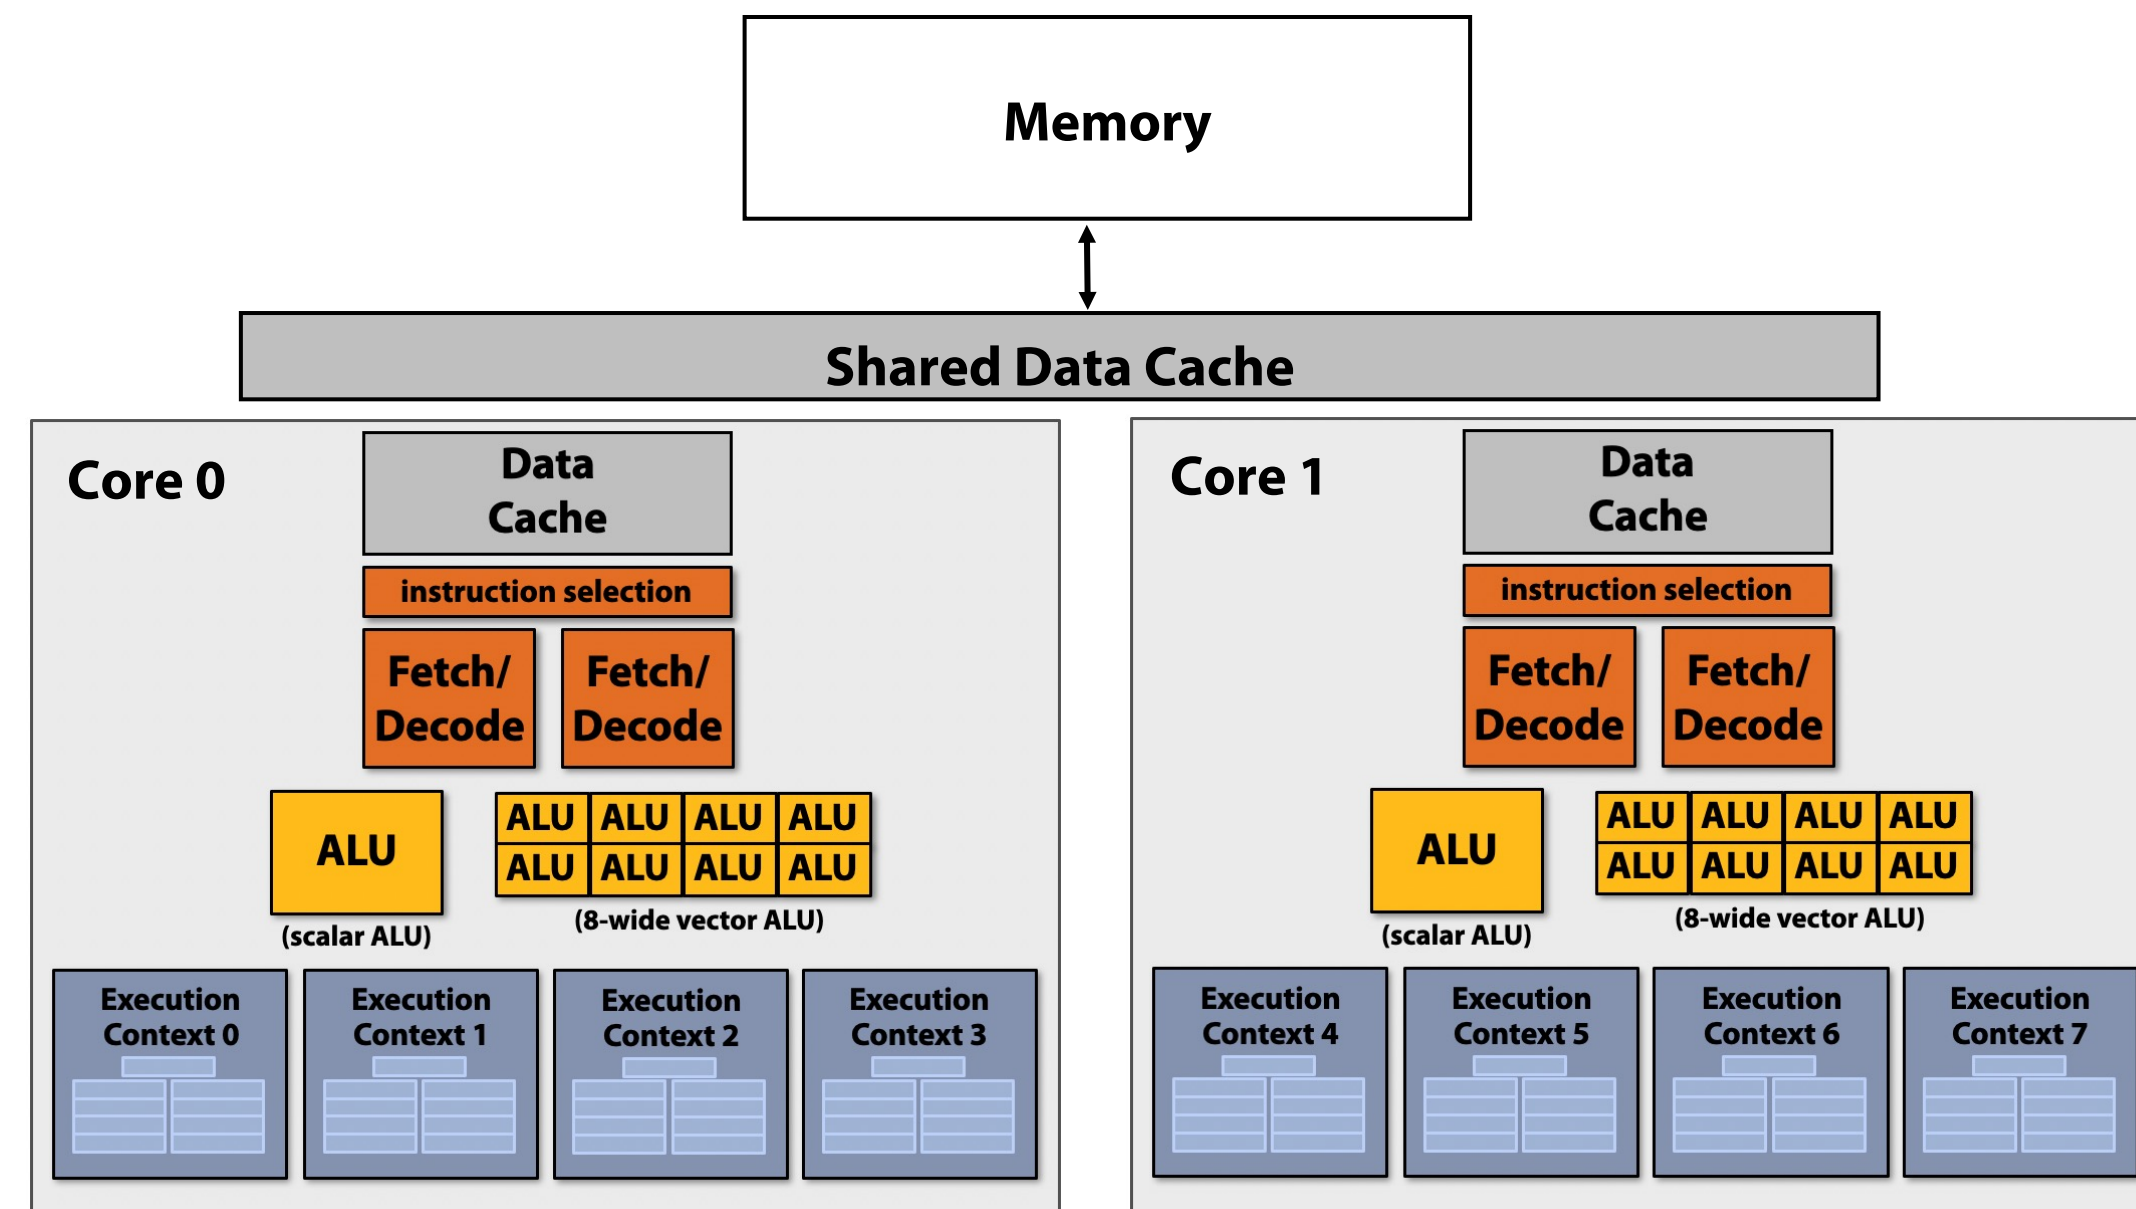 Memory
Shared Data Cache
Core 0
Data
Cache
instruction selection
Fetch/
Decode
Fetch/
Decode
ALU
(scalar ALU)
ALU ALU ALU ALU
ALU ALU ALU ALU
(8-wide vector ALU)
Execution
Context 0
Execution
Context 1
Execution
Context 2
Execution
Context 3
Core 1
Data
Cache
instruction selection
Fetch/
Decode
Fetch/
Decode
ALU
(scalar ALU)
ALU ALU ALU ALU
ALU ALU ALU ALU
(8-wide vector ALU)
Execution
Context 4
Execution
Context 5
Execution
Context 6
Execution
Context 7